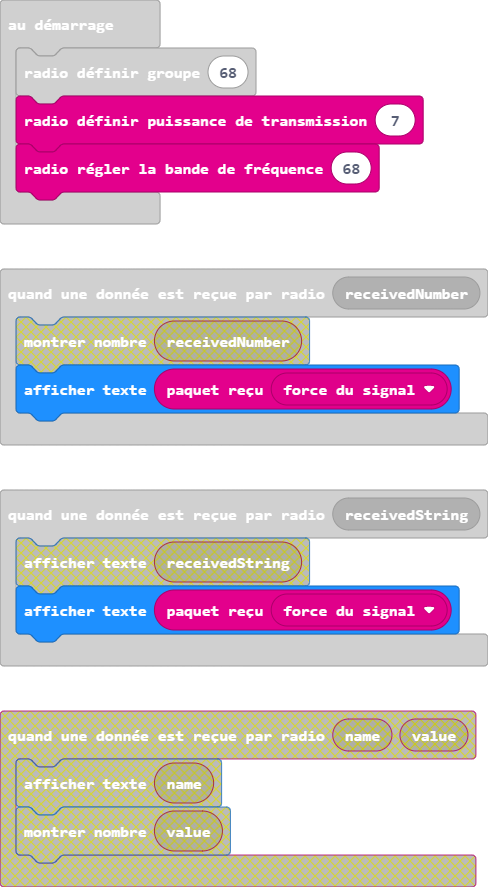 au démarrage
radio définir groupe 68
radio définir puissance de transmission 7
radio régler la bande de fréquence 68
quand une donnée est reçue par radio receivedNumber
montrer nombre receivedNumber
afficher texte paquet reçu force du signal
quand une donnée est reçue par radio receivedString
afficher texte receivedString
afficher texte paquet reçu force du signal
quand une donnée est reçue par radio name value
afficher texte name
montrer nombre value